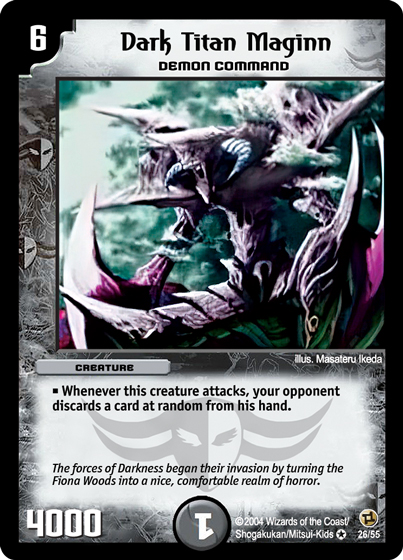 6
Dark Titan Maginn
DEMON COMMAND
illus. Masateru Ikeda
CREATURE
▪ Whenever this creature attacks, your opponent
discards a card at random from his hand.
The forces of Darkness began their invasion by turning the
Fiona Woods into a nice, comfortable realm of horror.
4000
1
©2004 Wizards of the Coast/
Shogakukan/Mitsui-Kids ✪ 26/55